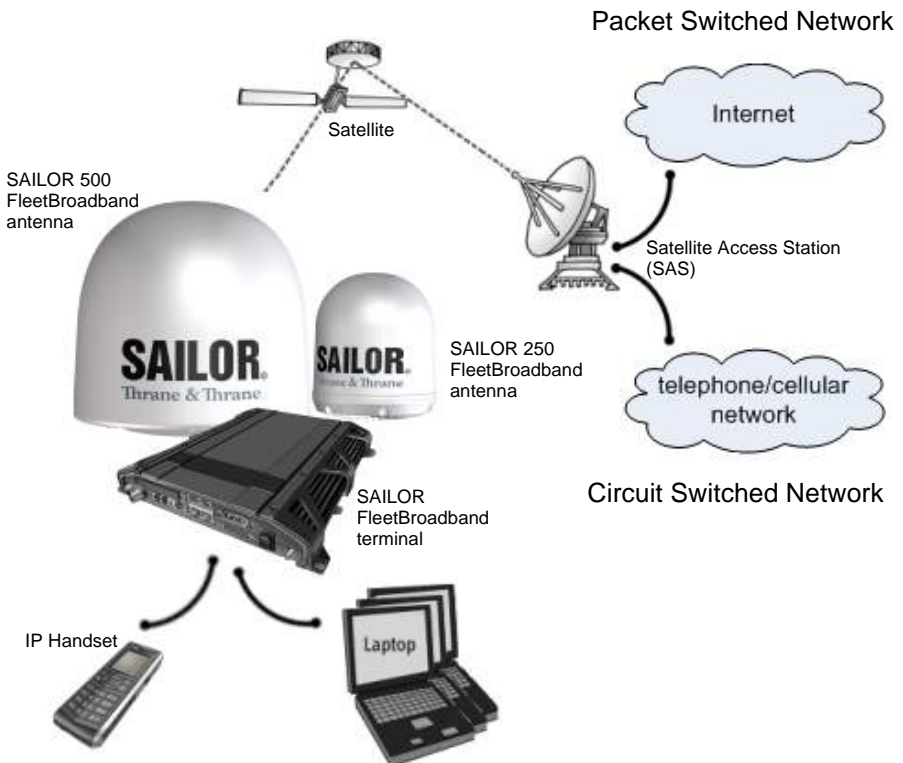 Packet Switched Network
Internet
Satellite
SAILOR 500
FleetBroadband
antenna
Satellite Access Station
(SAS)
SAILOR
Thrane & Thrane
SAILOR
Thrane & Thrane
SAILOR 250
FleetBroadband
antenna
telephone/cellular
network
Circuit Switched Network
SAILOR
FleetBroadband
terminal
IP Handset
Laptop